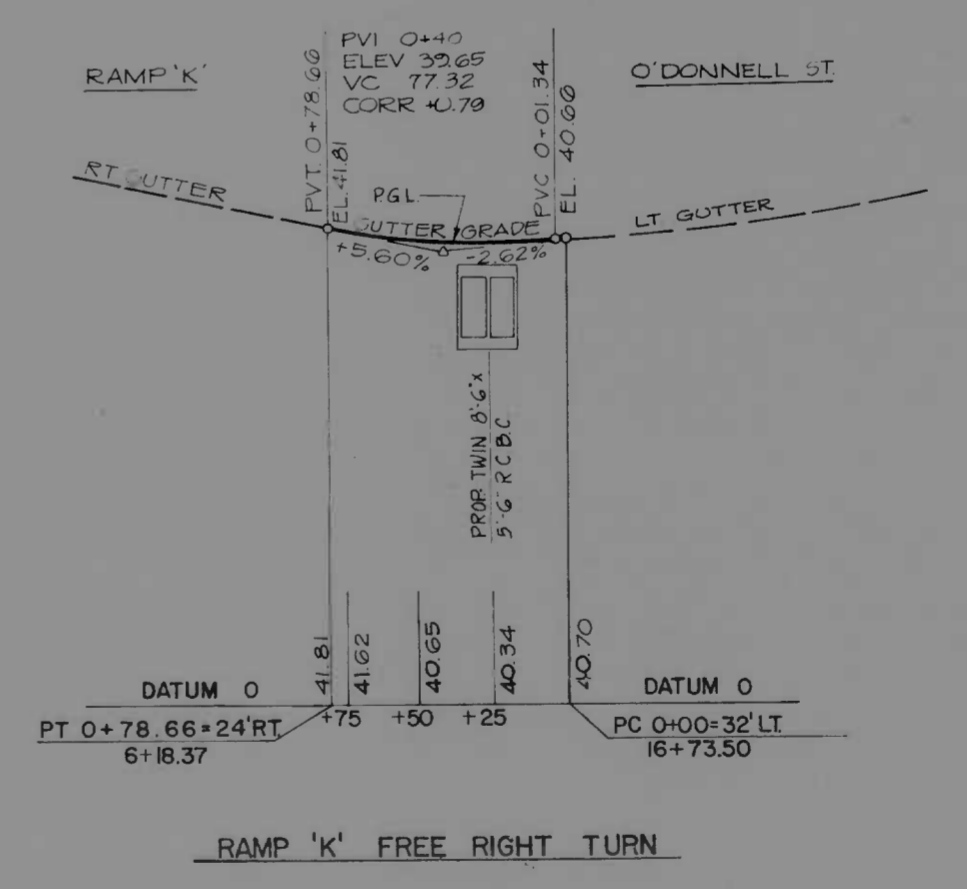 RAMP 'K'
PVI 0+40
ELEV 39.65
VC 77.32
CORR +0.79
O'DONNELL ST.
PVT. 0+78.66
EL. 41.81
PVC 0+01.34
EL. 40.66
RT GUTTER
P.G.L.
GUTTER GRADE
LT. GUTTER
+5.60%
-2.62%
PROP. TWIN 8'-6" x
5'-6" R C B.C
41.81
41.62
40.65
40.34
40.70
DATUM 0
DATUM 0
+75
+50
+25
PT 0+78.66=24'RT.
6+18.37
PC 0+00=32'LT.
16+73.50
RAMP 'K' FREE RIGHT TURN